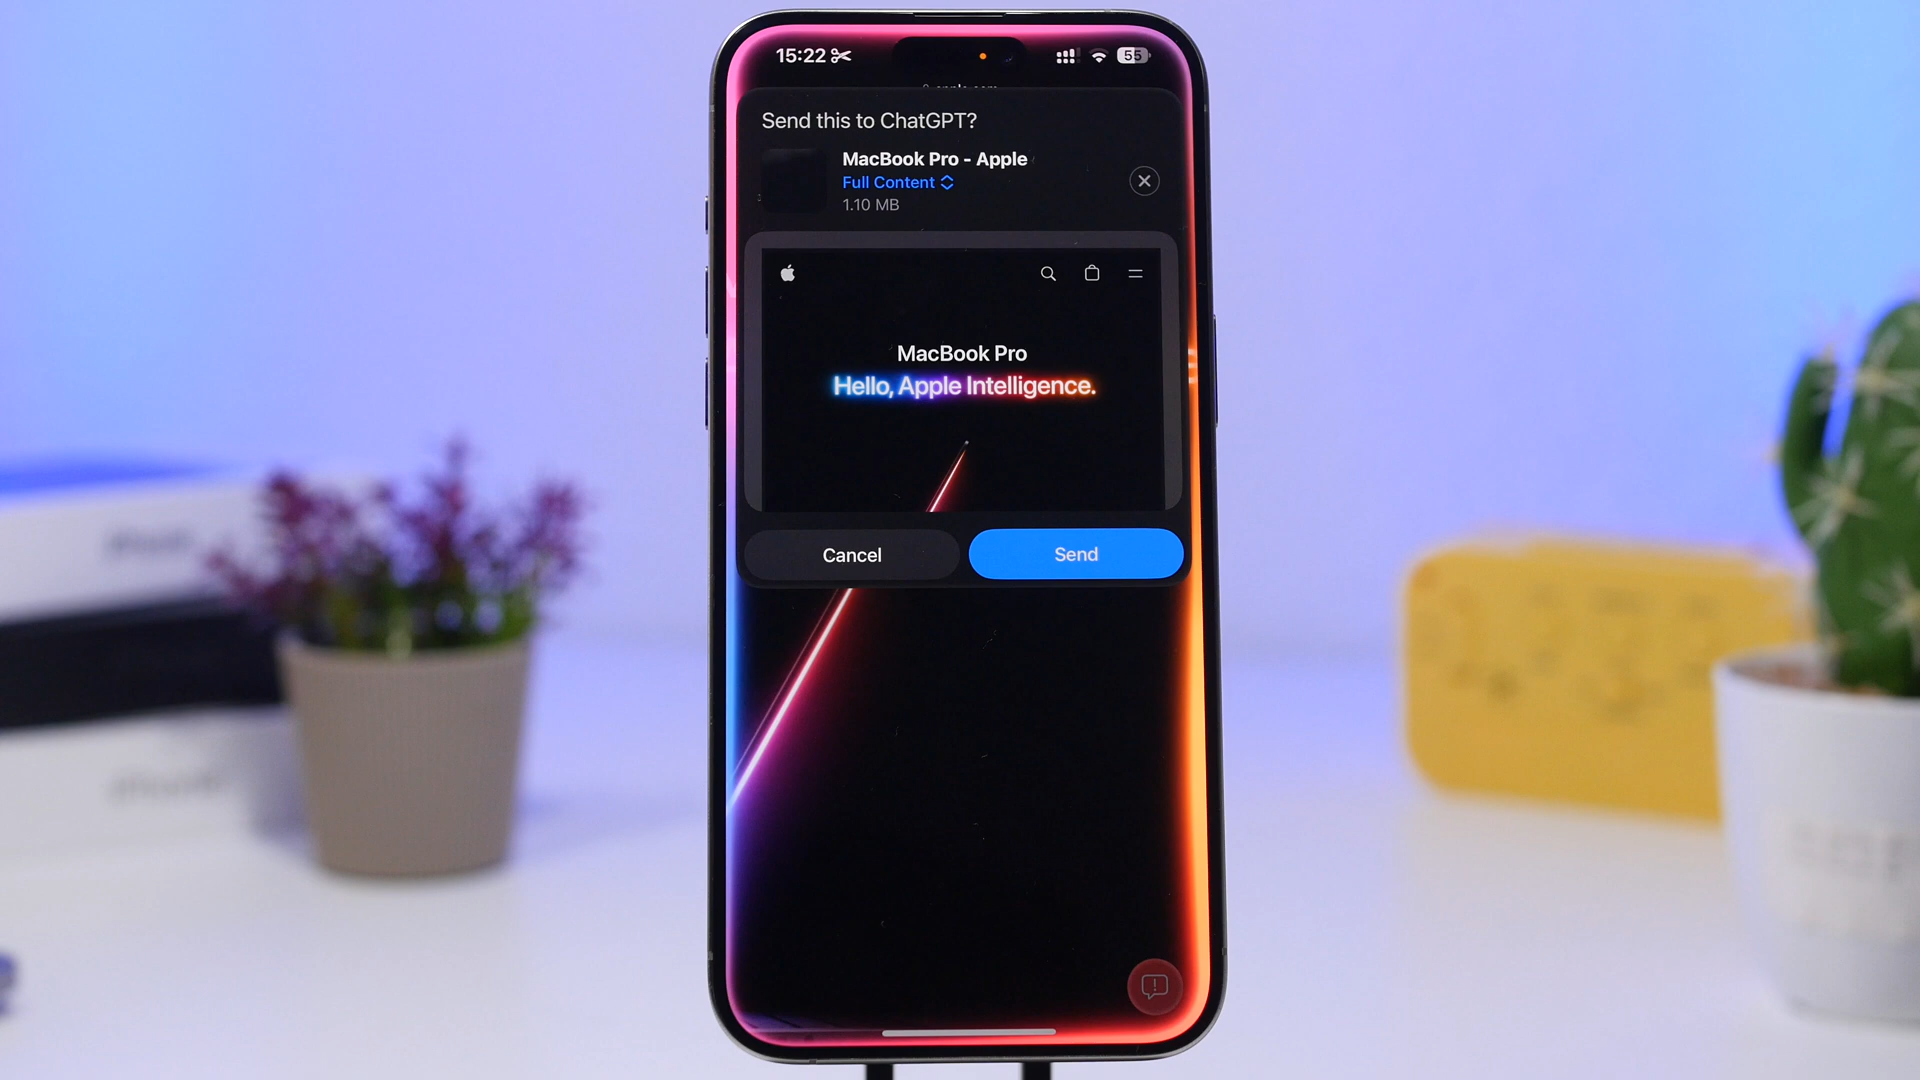 15:22
55
Send this to ChatGPT?
MacBook Pro - Apple
Full Content
1.10 MB
MacBook Pro
Hello, Apple Intelligence.
Cancel
Send